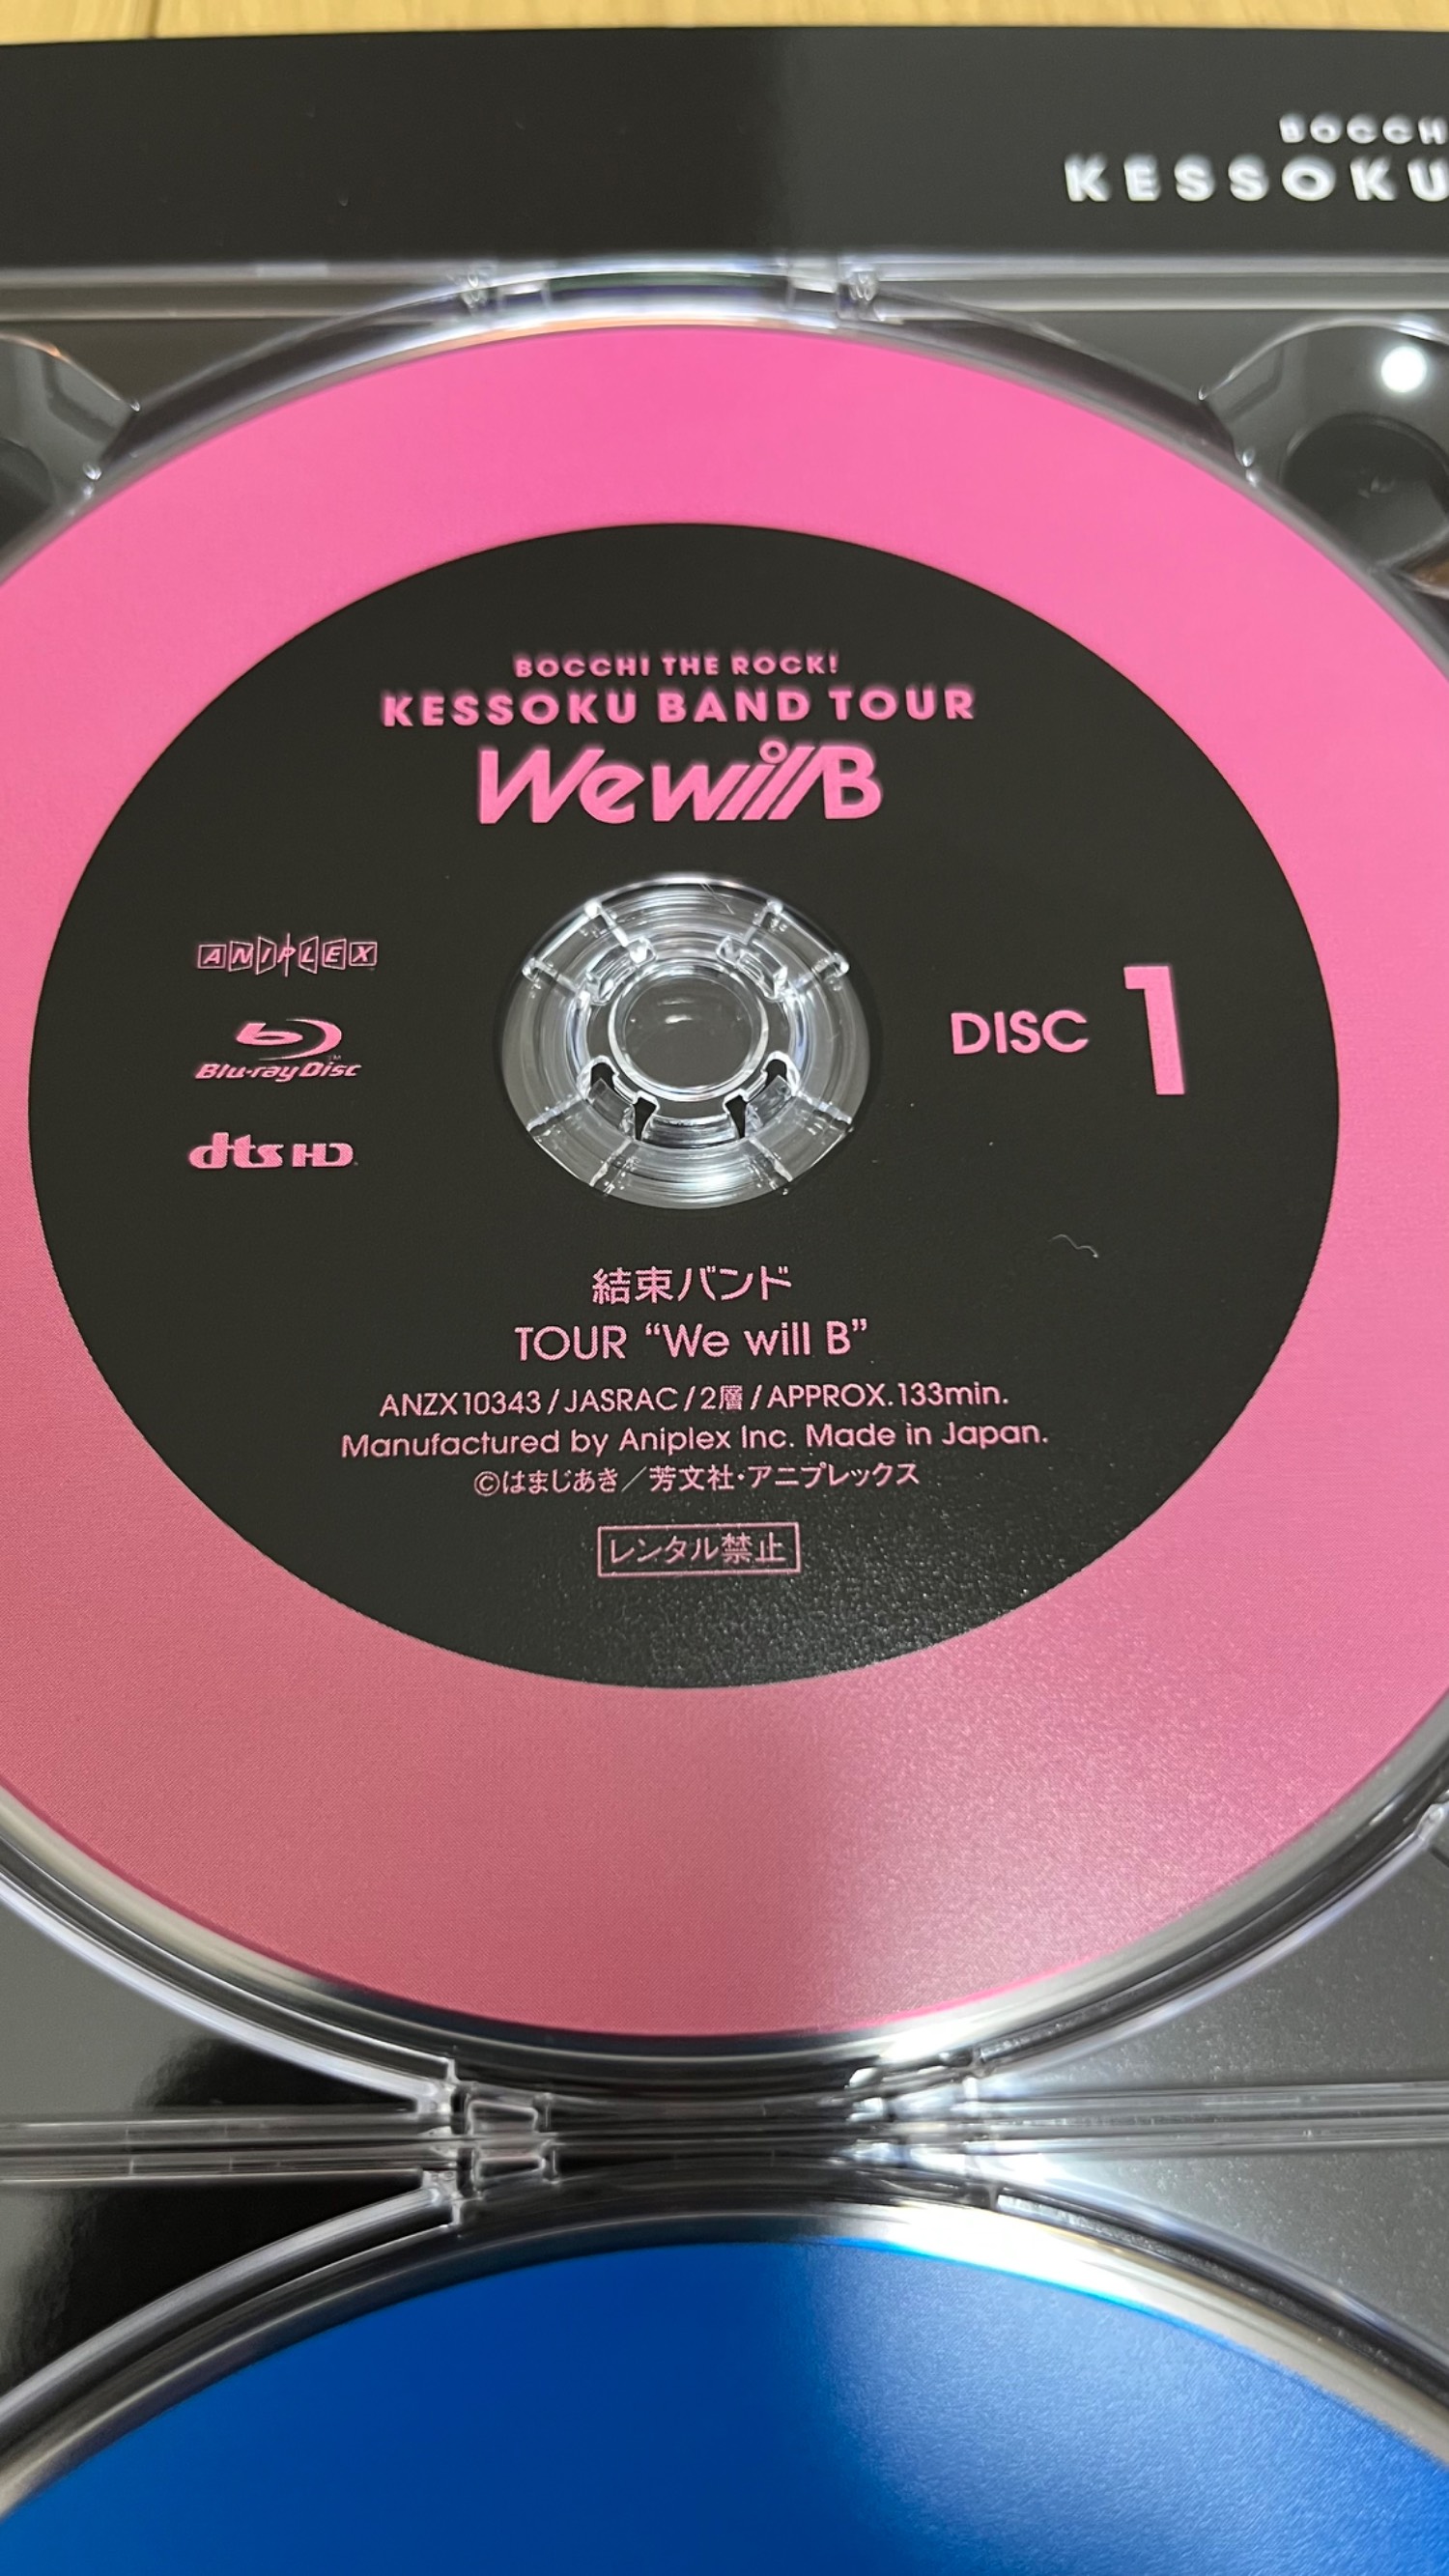 BOCCH
KESSOKU
BOCCHI THE ROCK!
KESSOKU BAND TOUR
We will B
ANIPLEX
Blu-ray Disc™
dts HD
DISC 1
結束バンド
TOUR “We will B”
ANZX10343/JASRAC/2層/APPROX.133min.
Manufactured by Aniplex Inc. Made in Japan.
©はまじあき／芳文社・アニプレックス
レンタル禁止